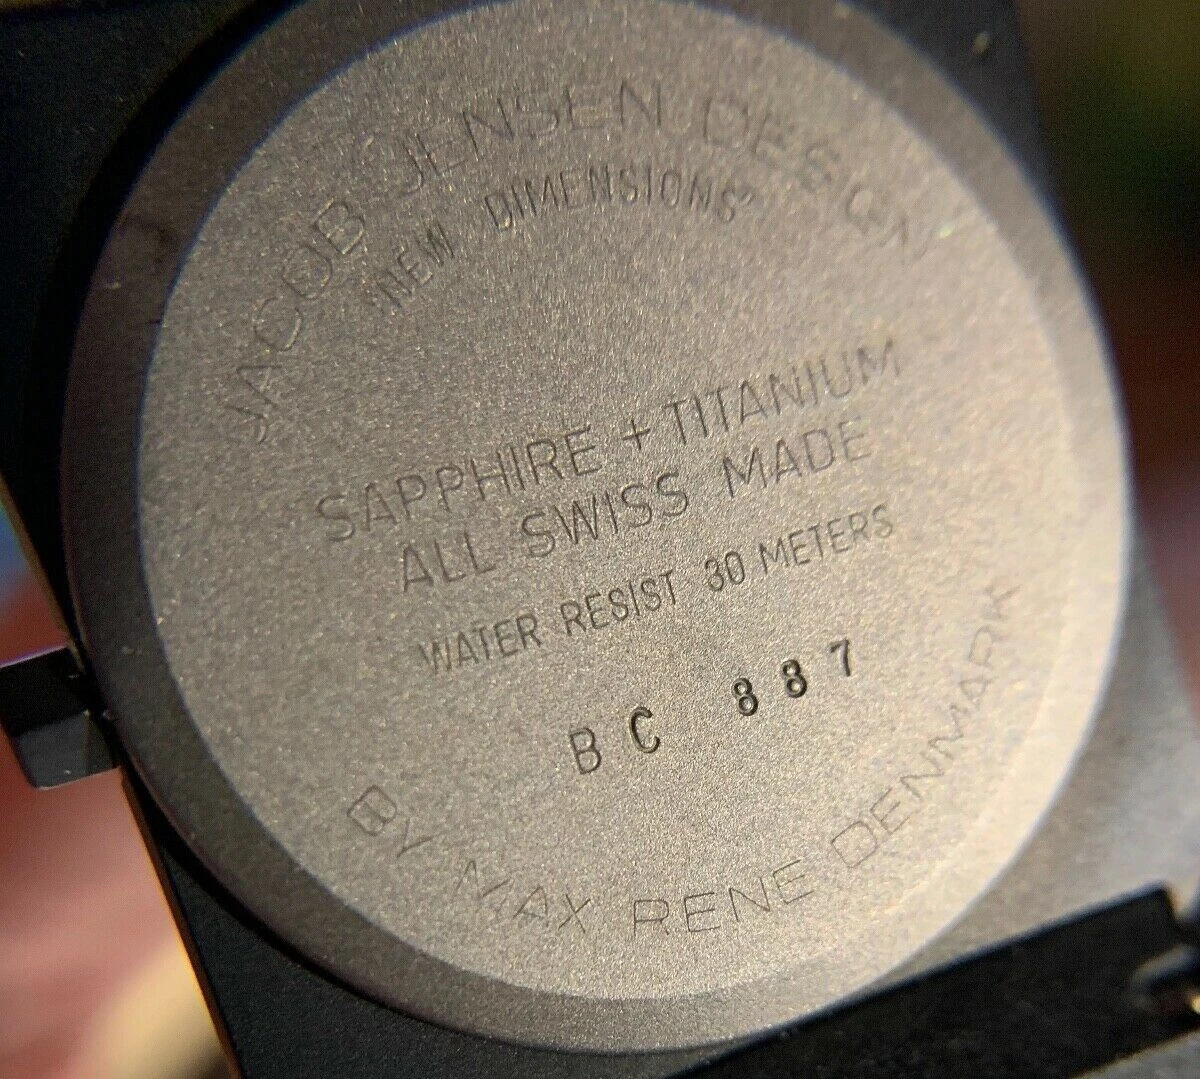 JACOB JENSEN DESIGN
"NEW DIMENSIONS"
SAPPHIRE + TITANIUM
ALL SWISS MADE
WATER RESIST 30 METERS
BC 887
BY MAX RENE DENMARK